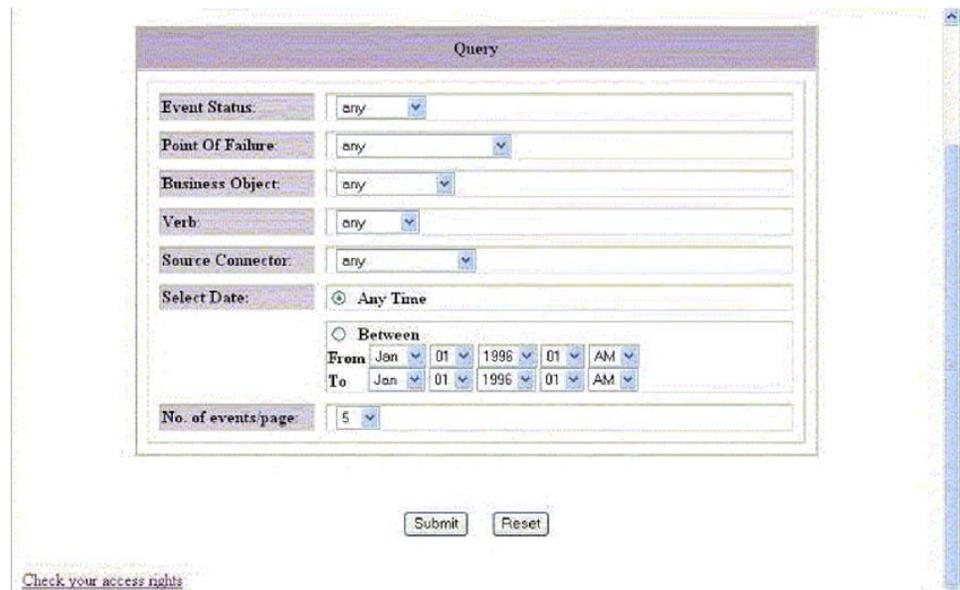 Query
Event Status: any
Point Of Failure: any
Business Object: any
Verb: any
Source Connector: any
Select Date: Any Time
Between
From Jan 01 1996 01 AM
To Jan 01 1996 01 AM
No. of events/page: 5
Submit Reset
Check your access rights